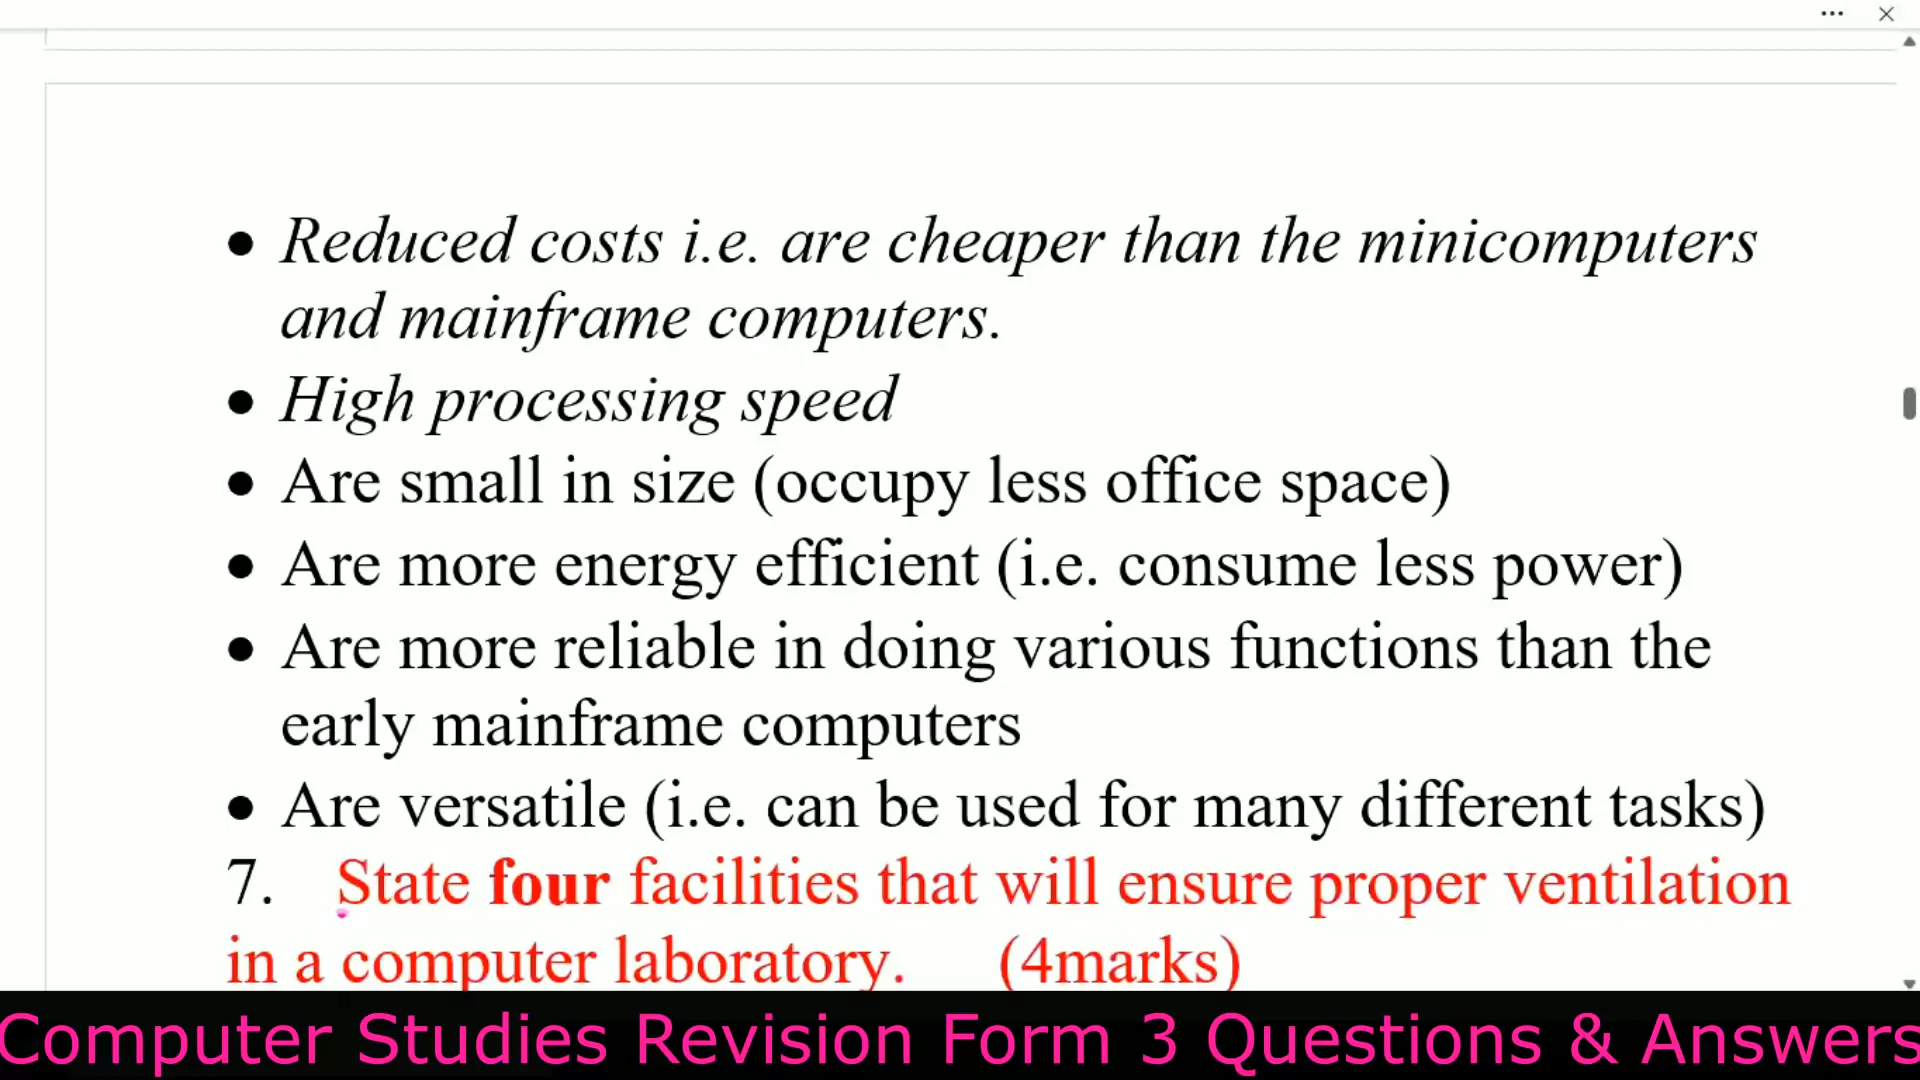 ● Reduced costs i.e. are cheaper than the minicomputers
and mainframe computers.
● High processing speed
● Are small in size (occupy less office space)
● Are more energy efficient (i.e. consume less power)
● Are more reliable in doing various functions than the
early mainframe computers
● Are versatile (i.e. can be used for many different tasks)
7. State four facilities that will ensure proper ventilation
in a computer laboratory. (4marks)
Computer Studies Revision Form 3 Questions & Answers